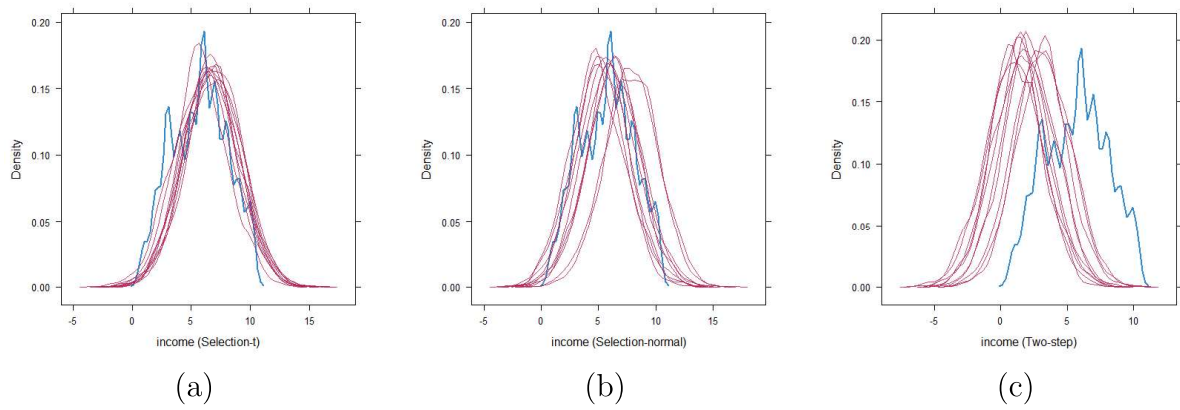 0.20
0.15
0.10
0.05
0.00
Density
-5 0 5 10 15
income (Selection-t)
(a)
0.20
0.15
0.10
0.05
0.00
Density
-5 0 5 10 15
income (Selection-normal)
(b)
0.20
0.15
0.10
0.05
0.00
Density
-5 0 5 10
income (Two-step)
(c)